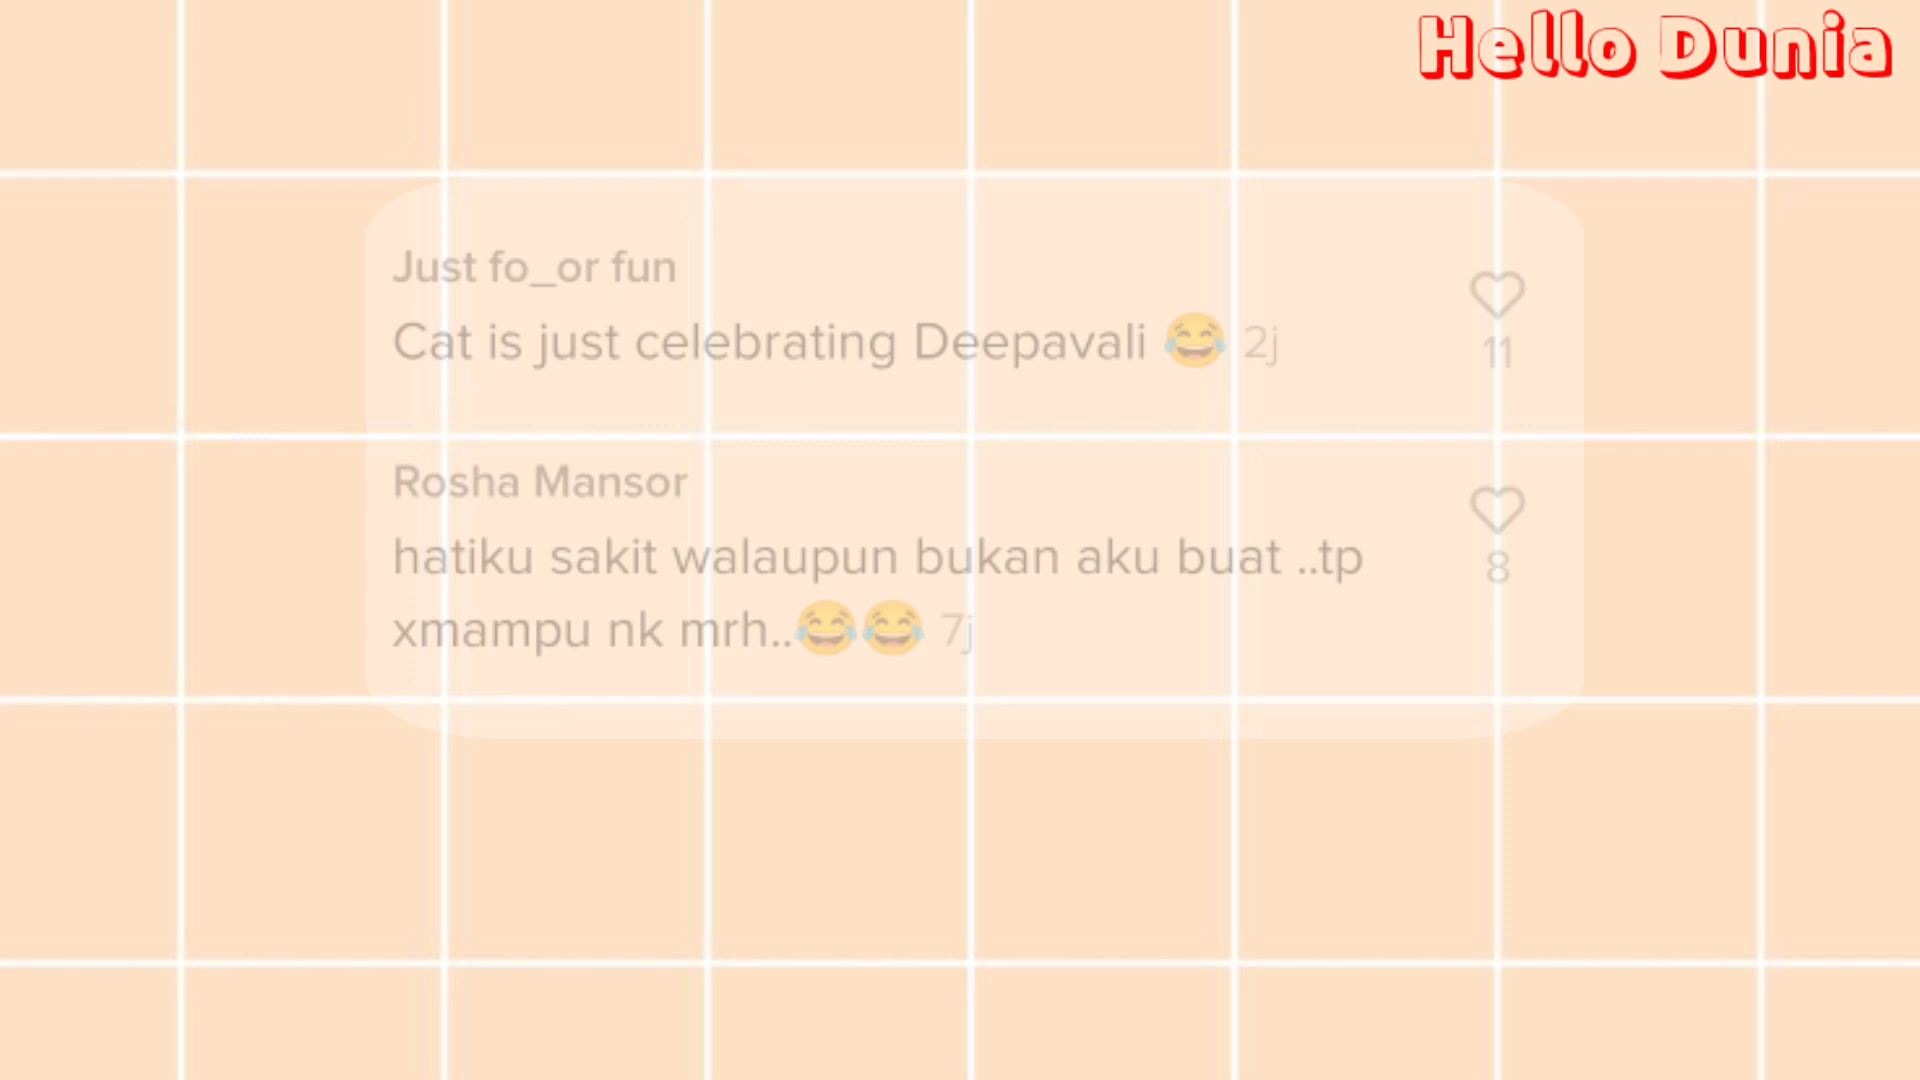 Hello Dunia
Just fo_or fun
Cat is just celebrating Deepavali 😂 2j
11
Rosha Mansor
hatiku sakit walaupun bukan aku buat ..tp
8
xmampu nk mrh..😂😂 7j